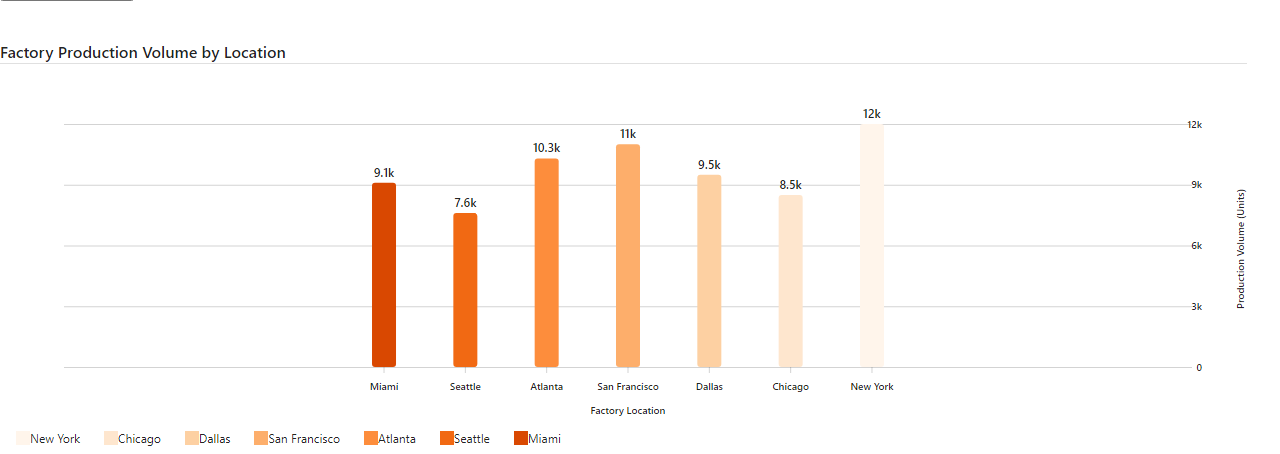 Factory Production Volume by Location
12k
11k
10.3k
9.5k
9.1k
8.5k
7.6k
12k
9k
6k
3k
0
Production Volume (Units)
Miami Seattle Atlanta San Francisco Dallas Chicago New York
Factory Location
New York Chicago Dallas San Francisco Atlanta Seattle Miami